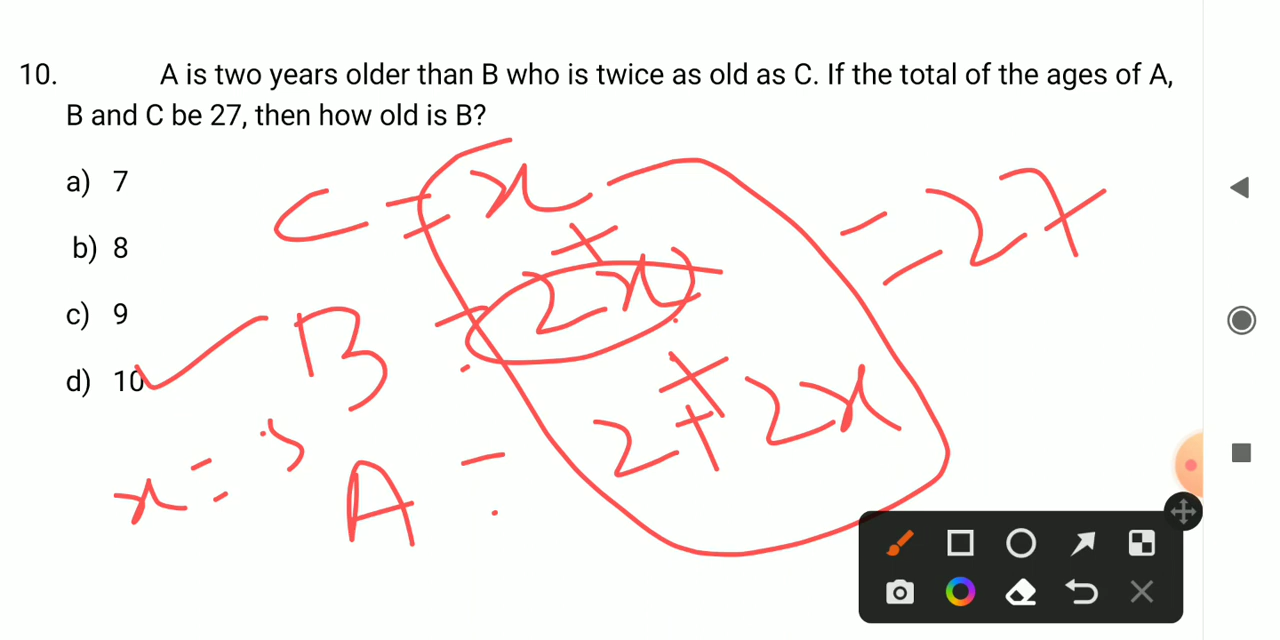 10. A is two years older than B who is twice as old as C. If the total of the ages of A,
B and C be 27, then how old is B?
a) 7
b) 8
c) 9
d) 10
C = x
+
B = 2x
+
A = 2+2x
= 27
x =